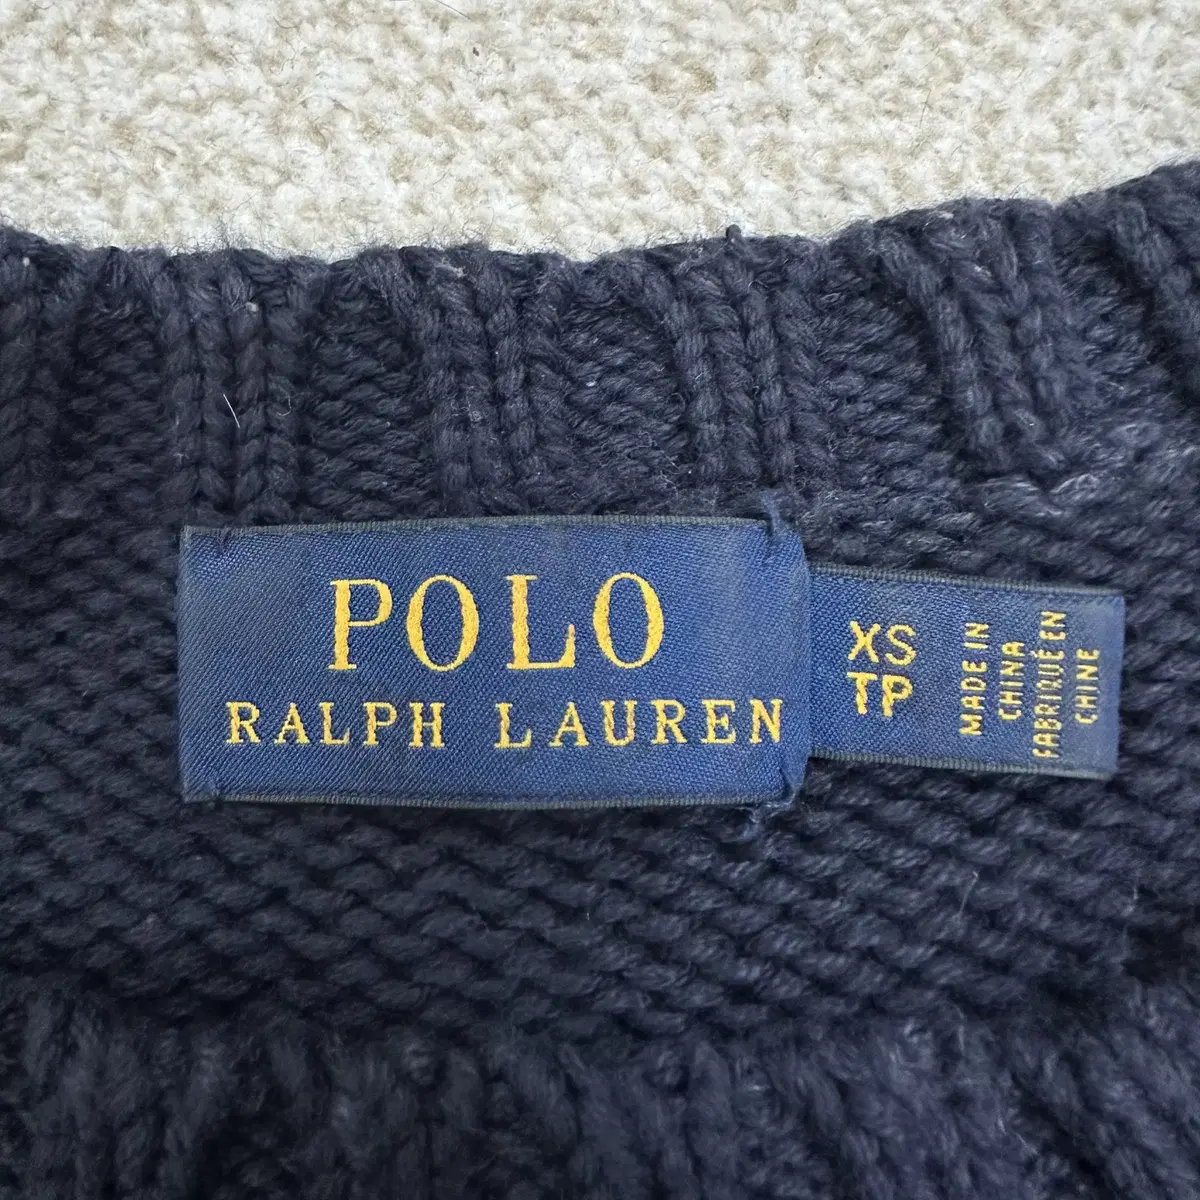 POLO
RALPH LAUREN
XS
TP
MADE IN
CHINA
FABRIQUÉ EN
CHINE